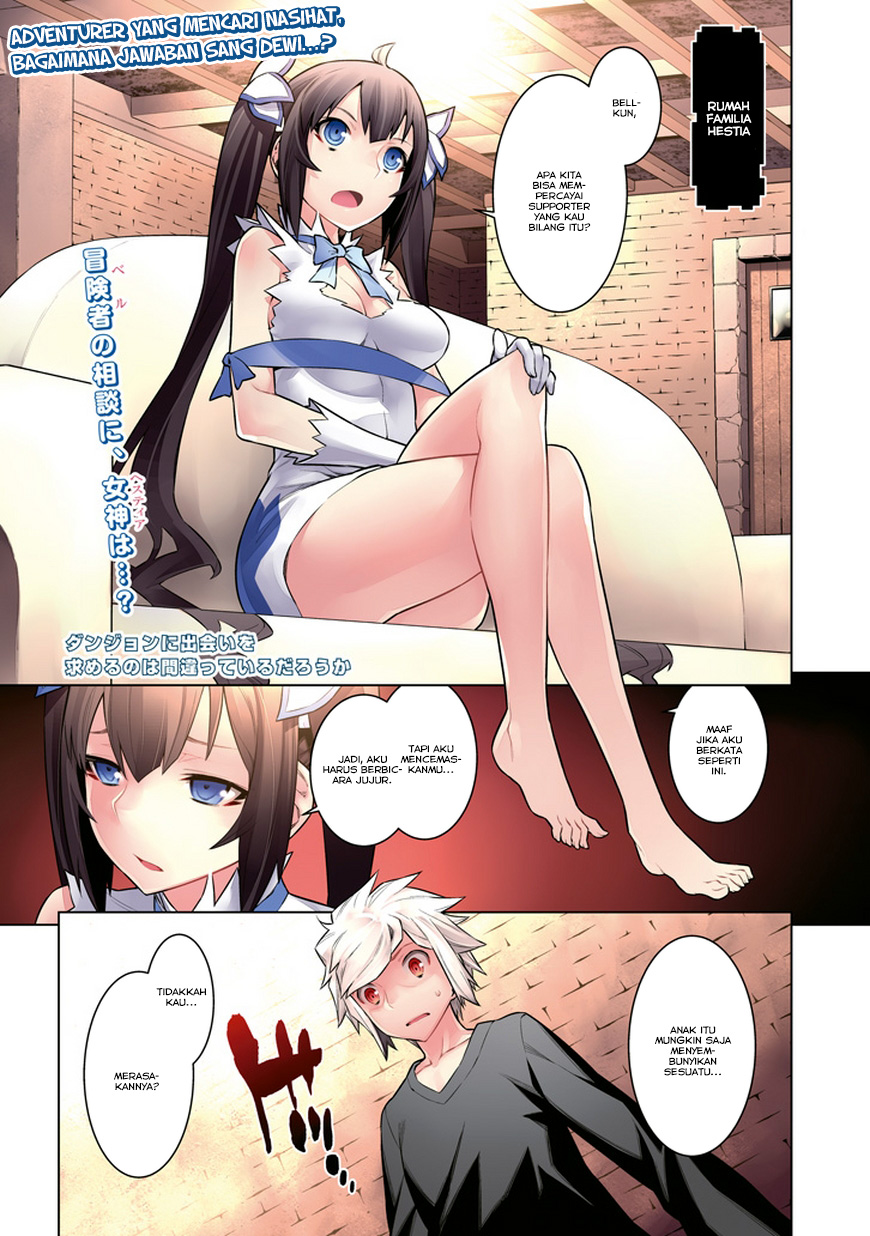 ADVENTURER YANG MENCARI NASIHAT,
BAGAIMANA JAWABAN SANG DEWI...?
RUMAH
FAMILIA
HESTIA
BELL-
KUN,
APA KITA
BISA MEM-
PERCAYAI
SUPPORTER
YANG KAU
BILANG ITU?
冒険者の相談に、
ベル
女神は…?
ヘスティア
ダンジョンに出会いを
求めるのは間違っているだろうか
MAAF
JIKA AKU
BERKATA
SEPERTI
INI.
TAPI AKU
MENCEMAS-
KANMU...
JADI, AKU
HARUS BERBIC-
ARA JUJUR.
ANAK ITU
MUNGKIN SAJA
MENYEM-
BUNYIKAN
SESUATU...
TIDAKKAH
KAU...
MERASA-
KANNYA?